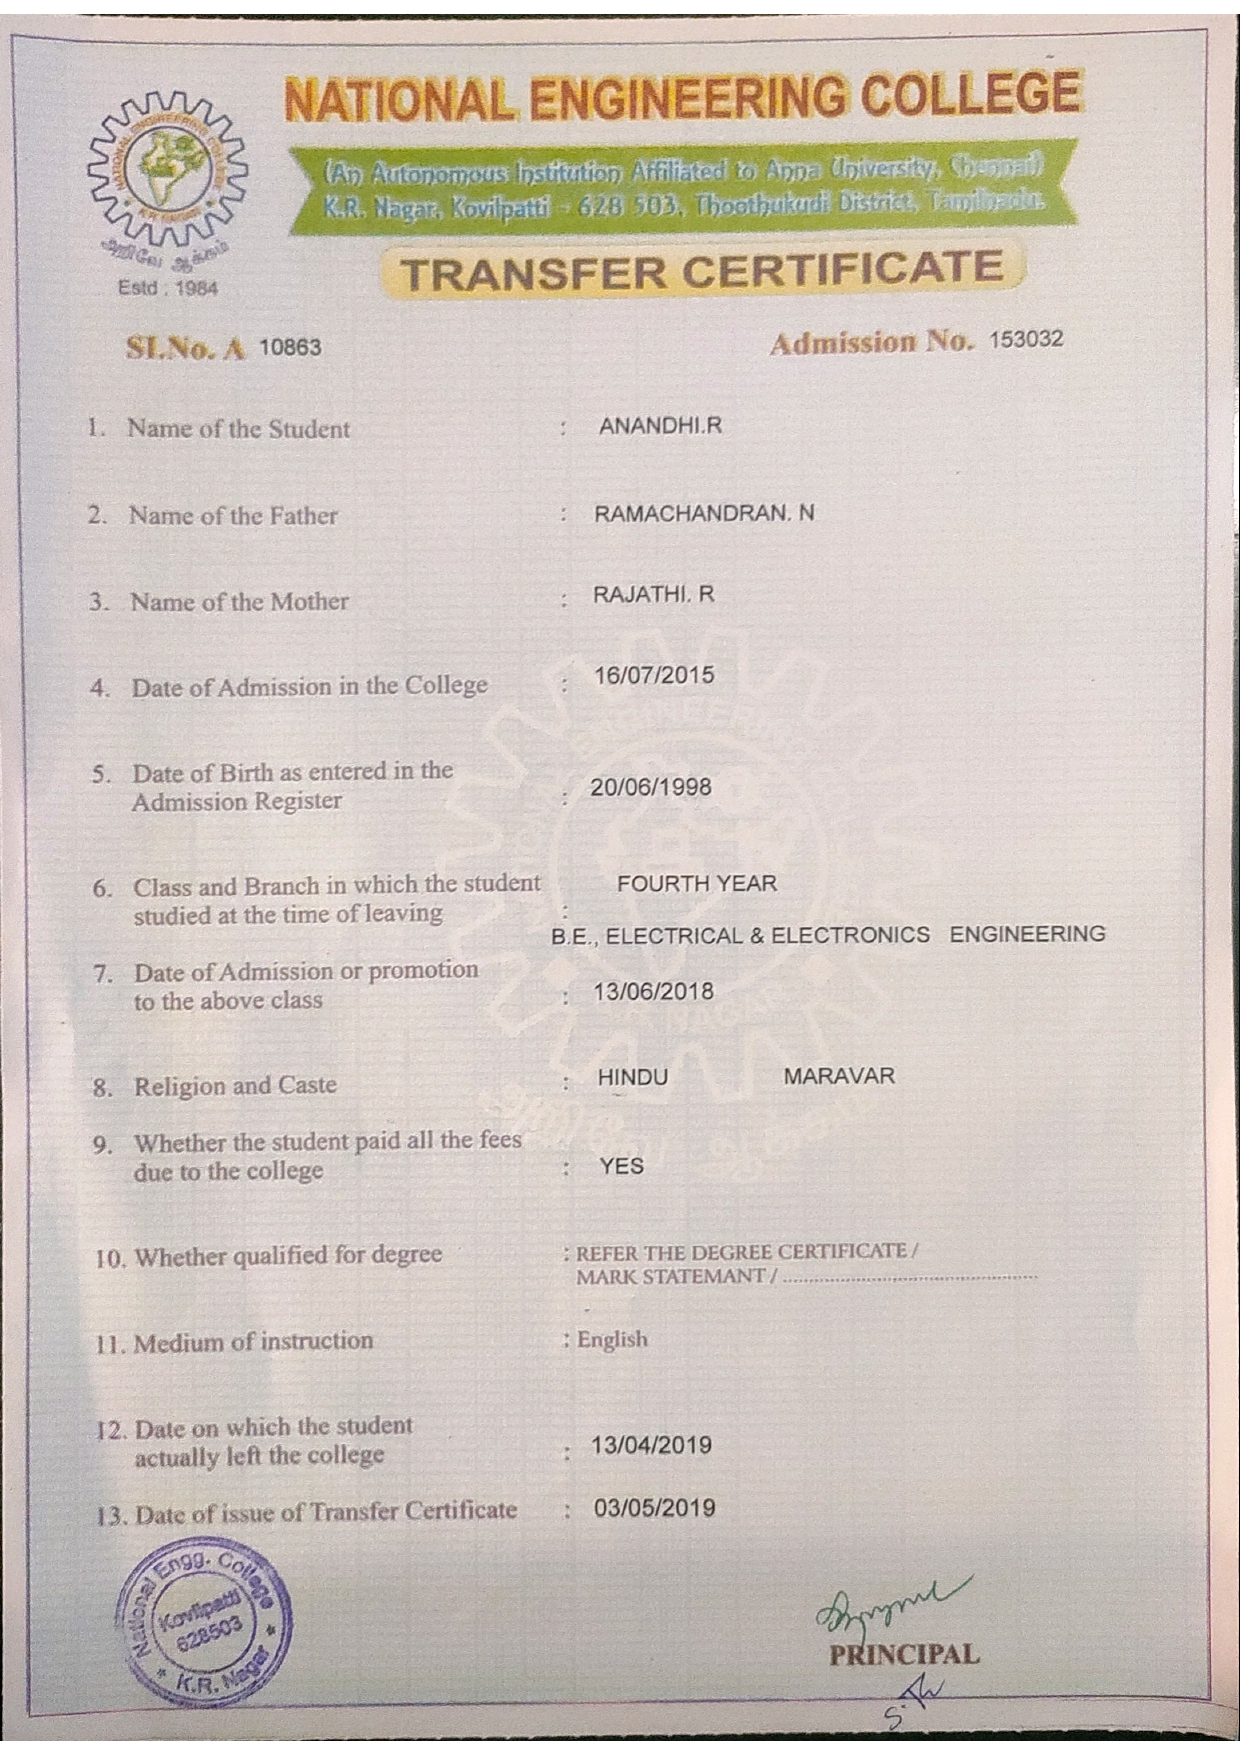 NATIONAL ENGINEERING COLLEGE
(An Autonomous Institution Affiliated to Anna University, Chennai)
K.R. Nagar, Kovilpatti - 628 503, Thoothukudi District, Tamilnadu.
NATIONAL ENGINEERING COLLEGE
K.R. NAGAR
அறிவே ஆக்கம்
Estd : 1984
TRANSFER CERTIFICATE
SI.No. A 10863
Admission No. 153032
1. Name of the Student : ANANDHI.R
2. Name of the Father : RAMACHANDRAN. N
3. Name of the Mother : RAJATHI. R
4. Date of Admission in the College : 16/07/2015
5. Date of Birth as entered in the
Admission Register : 20/06/1998
6. Class and Branch in which the student FOURTH YEAR
studied at the time of leaving :
B.E., ELECTRICAL & ELECTRONICS ENGINEERING
7. Date of Admission or promotion
to the above class : 13/06/2018
8. Religion and Caste : HINDU MARAVAR
9. Whether the student paid all the fees
due to the college : YES
10. Whether qualified for degree : REFER THE DEGREE CERTIFICATE /
MARK STATEMANT / ..........................................................
11. Medium of instruction : English
12. Date on which the student
actually left the college : 13/04/2019
13. Date of issue of Transfer Certificate : 03/05/2019
National Engg. College
Kovilpatti
628503
* K.R. Nagar *
PRINCIPAL